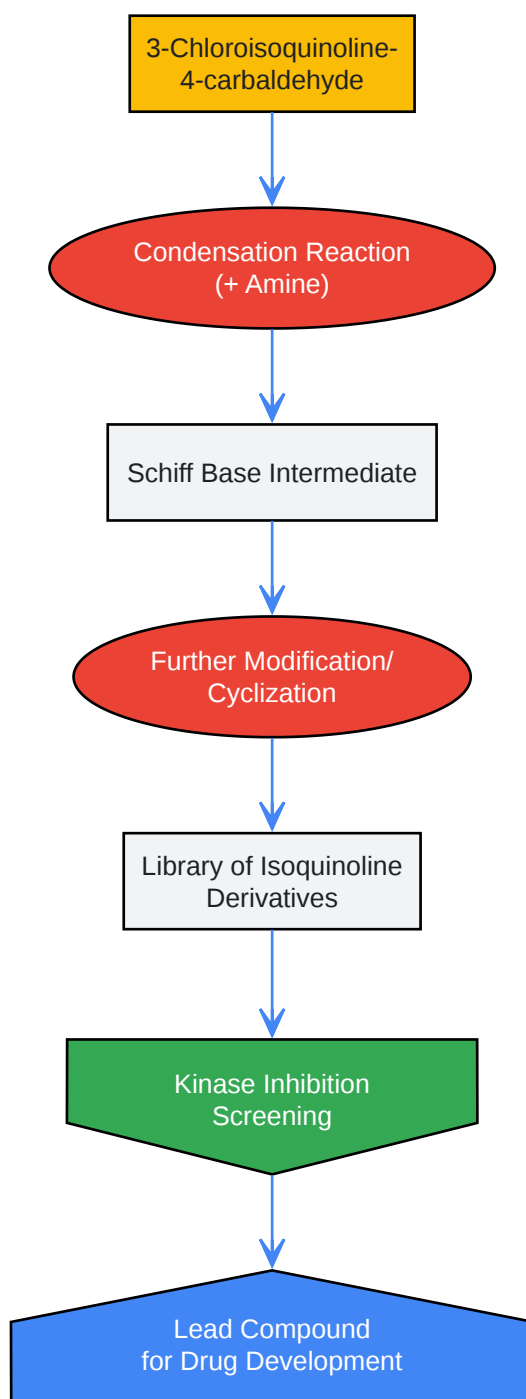 3-Chloroisoquinoline-
4-carbaldehyde
Condensation Reaction
(+ Amine)
Schiff Base Intermediate
Further Modification/
Cyclization
Library of Isoquinoline
Derivatives
Kinase Inhibition
Screening
Lead Compound
for Drug Development